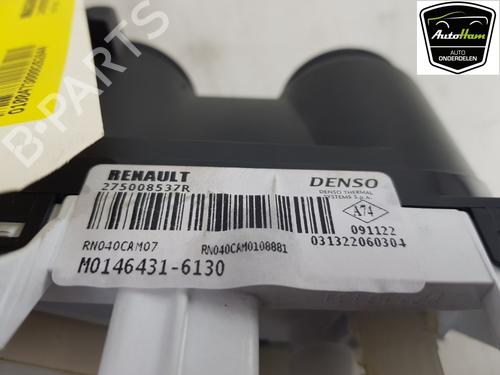 AutoHam
AUTO
ONDERDELEN
B-PARTS
RENAULT
275008537R
DENSO
DENSO THERMAL
SYSTEMS S.p.A.
A74
091122
031322060304
RN040CAM07
RN040CAM0108881
M0146431-6130